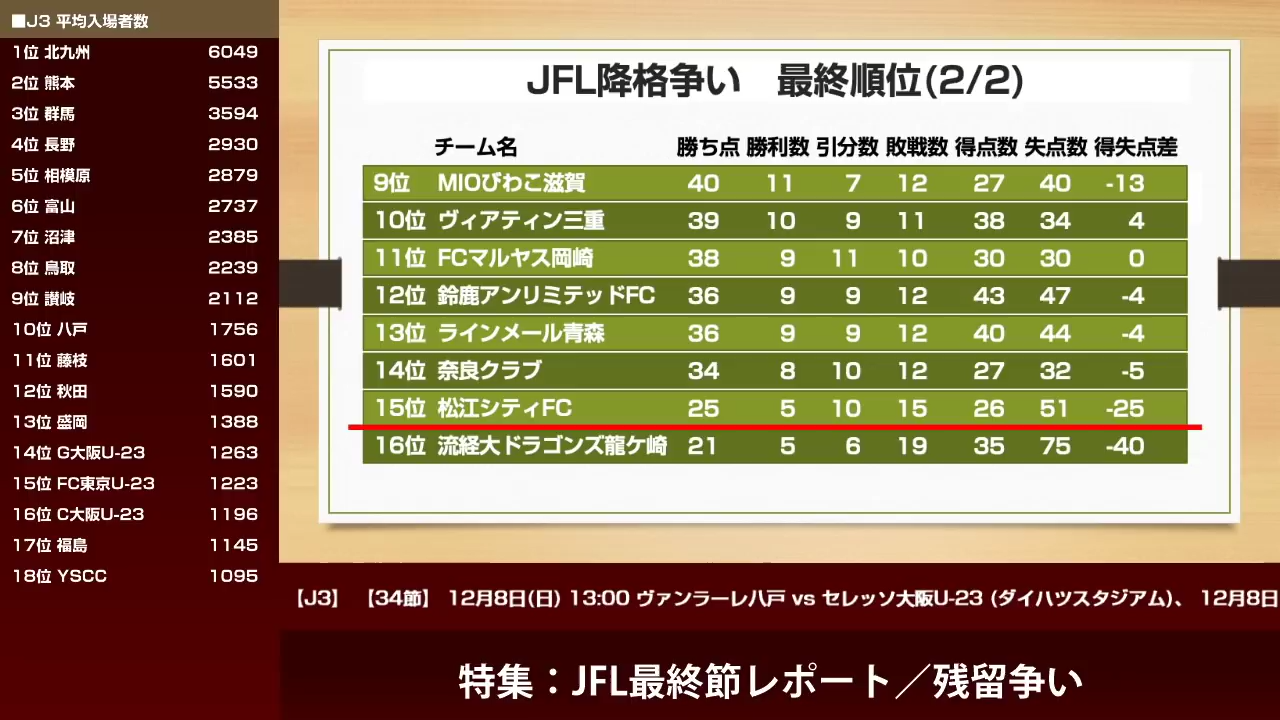 ■J3 平均入場者数
1位 北九州 6049
2位 熊本 5533
3位 群馬 3594
4位 長野 2930
5位 相模原 2879
6位 富山 2737
7位 沼津 2385
8位 鳥取 2239
9位 讃岐 2112
10位 八戸 1756
11位 藤枝 1601
12位 秋田 1590
13位 盛岡 1388
14位 G大阪U-23 1263
15位 FC東京U-23 1223
16位 C大阪U-23 1196
17位 福島 1145
18位 YSCC 1095
JFL降格争い 最終順位(2/2)
チーム名 勝ち点 勝利数 引分数 敗戦数 得点数 失点数 得失点差
9位 MIOびわこ滋賀 40 11 7 12 27 40 -13
10位 ヴィアティン三重 39 10 9 11 38 34 4
11位 FCマルヤス岡崎 38 9 11 10 30 30 0
12位 鈴鹿アンリミテッドFC 36 9 9 12 43 47 -4
13位 ラインメール青森 36 9 9 12 40 44 -4
14位 奈良クラブ 34 8 10 12 27 32 -5
15位 松江シティFC 25 5 10 15 26 51 -25
16位 流経大ドラゴンズ龍ケ崎 21 5 6 19 35 75 -40
【J3】 【34節】 12月8日(日) 13:00 ヴァンラーレ八戸 vs セレッソ大阪U-23 (ダイハツスタジアム)、 12月8日
特集：JFL最終節レポート／残留争い